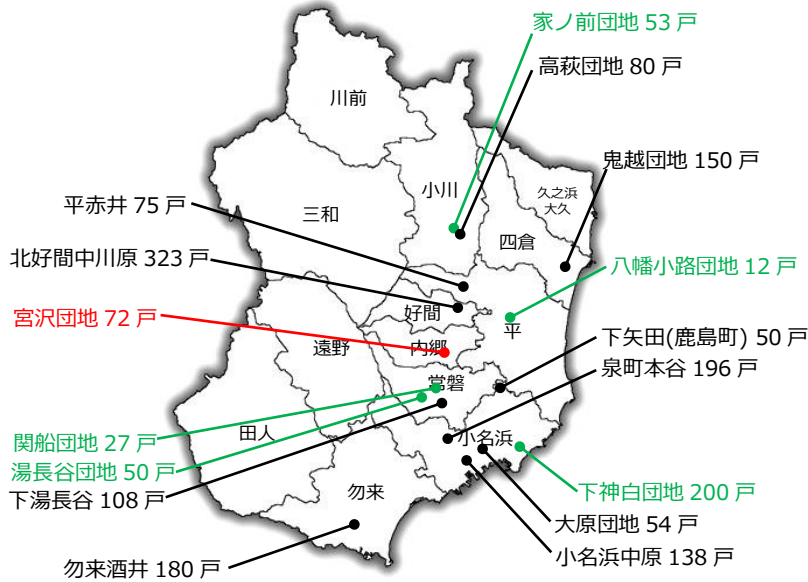 家ノ前団地 53 戸
高萩団地 80 戸
川前
鬼越団地 150 戸
小川
久之浜
大久
平赤井 75 戸
三和
四倉
北好間中川原 323 戸
八幡小路団地 12 戸
好間
宮沢団地 72 戸
平
下矢田(鹿島町) 50 戸
遠野
内郷
泉町本谷 196 戸
常磐
関船団地 27 戸
田人
小名浜
湯長谷団地 50 戸
下湯長谷 108 戸
下神白団地 200 戸
勿来
大原団地 54 戸
小名浜中原 138 戸
勿来酒井 180 戸